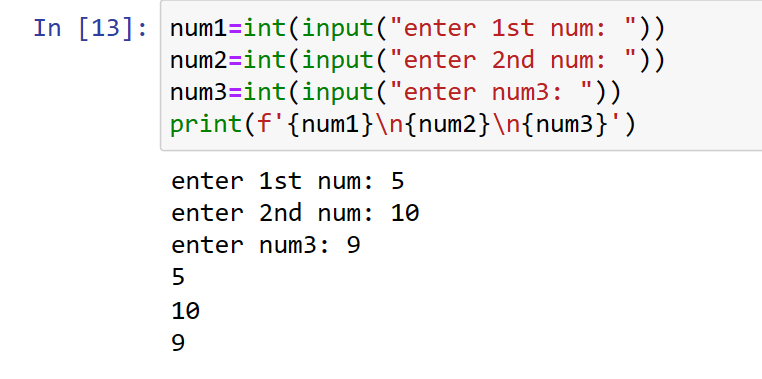 In [13]: num1=int(input("enter 1st num: "))
num2=int(input("enter 2nd num: "))
num3=int(input("enter num3: "))
print(f'{num1}\n{num2}\n{num3}')
enter 1st num: 5
enter 2nd num: 10
enter num3: 9
5
10
9